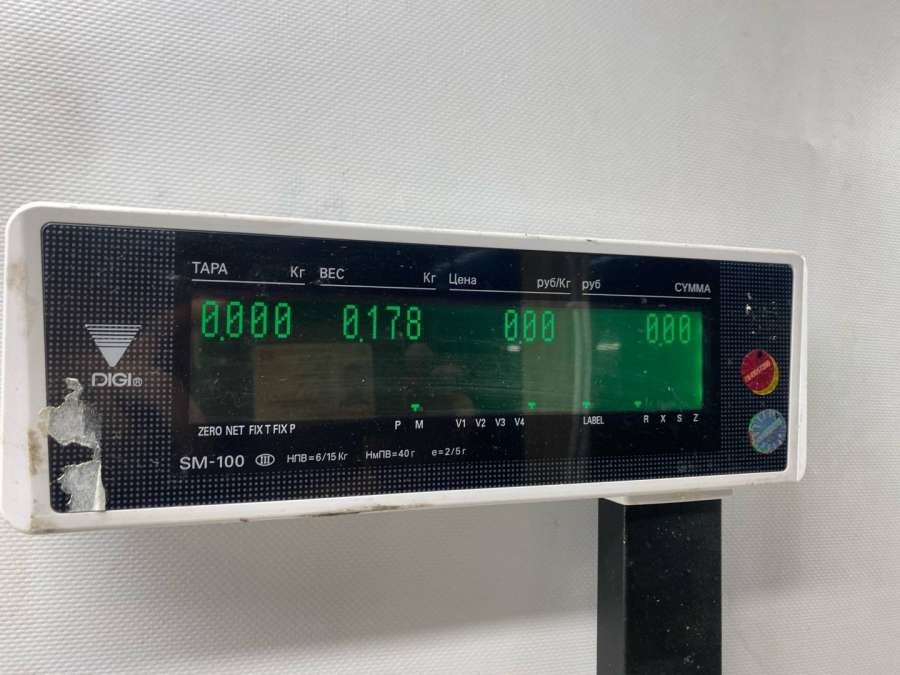 ТАРА Кг ВЕС Кг Цена руб/Кг руб СУММА
0.000 0.178 0.00 0.00
DIGI®
ZERO NET FIX T FIX P P M V1 V2 V3 V4 LABEL R X S Z
SM-100 III НПВ=6/15 Кг НмПВ=40 г e=2/5 г